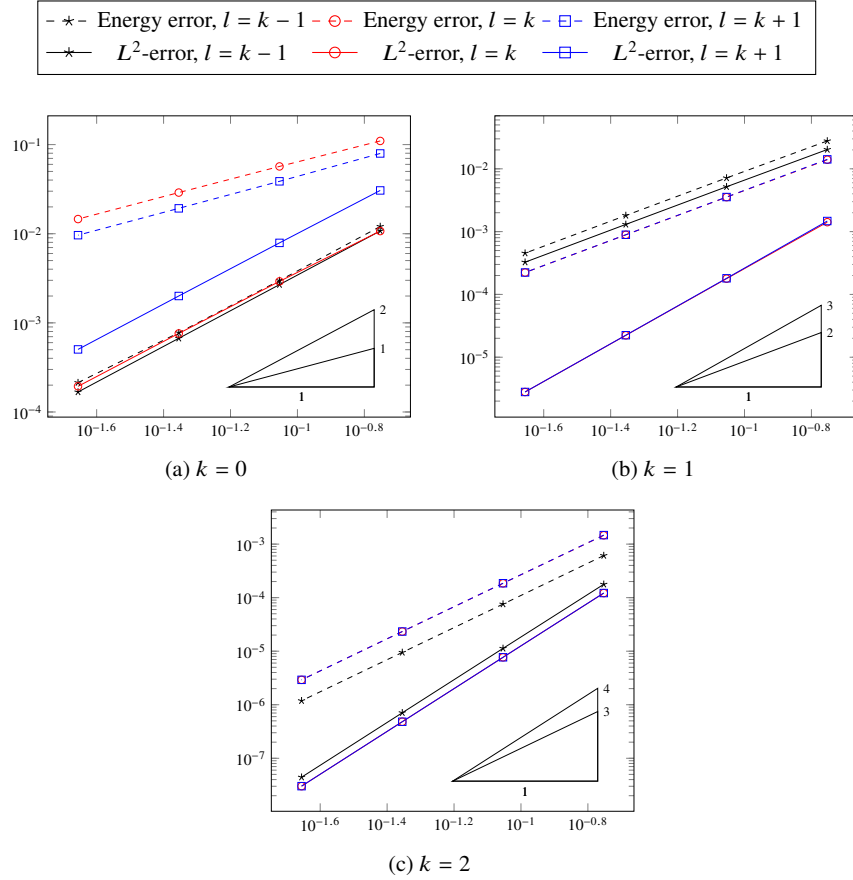 Energy error, l = k − 1 Energy error, l = k Energy error, l = k + 1
L²-error, l = k − 1 L²-error, l = k L²-error, l = k + 1
10⁻¹
10⁻²
10⁻³
10⁻⁴
2
1
1
10⁻¹·⁶ 10⁻¹·⁴ 10⁻¹·² 10⁻¹ 10⁻⁰·⁸
(a) k = 0
10⁻²
10⁻³
10⁻⁴
10⁻⁵
3
2
1
10⁻¹·⁶ 10⁻¹·⁴ 10⁻¹·² 10⁻¹ 10⁻⁰·⁸
(b) k = 1
10⁻³
10⁻⁴
10⁻⁵
10⁻⁶
10⁻⁷
4
3
1
10⁻¹·⁶ 10⁻¹·⁴ 10⁻¹·² 10⁻¹ 10⁻⁰·⁸
(c) k = 2